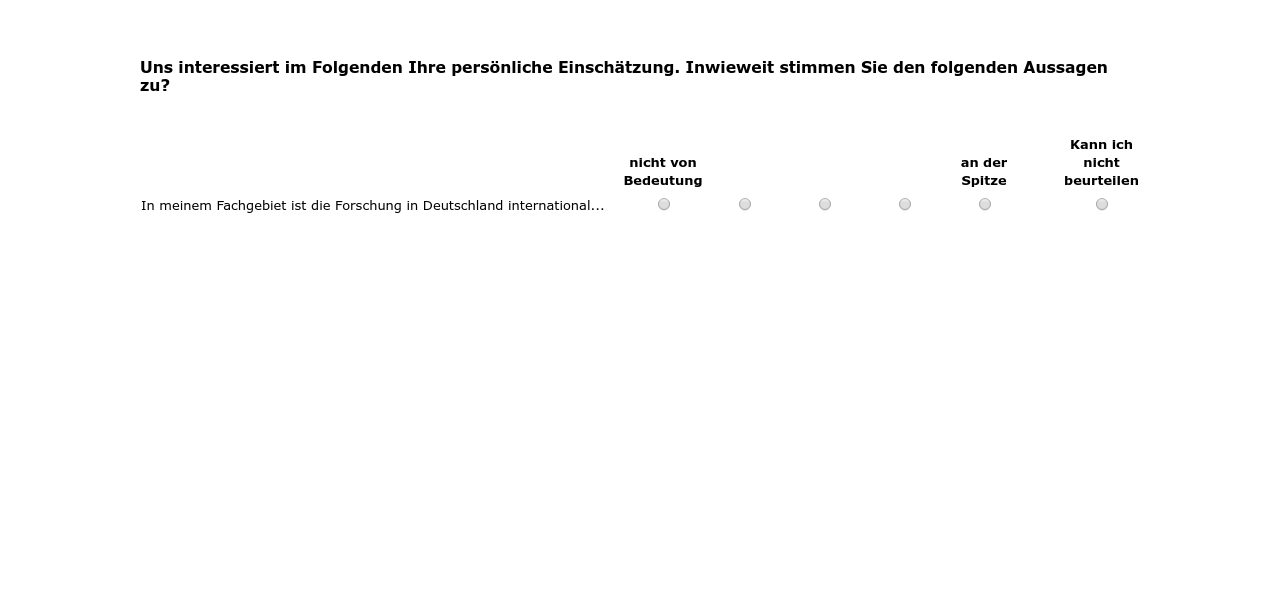 Uns interessiert im Folgenden Ihre persönliche Einschätzung. Inwieweit stimmen Sie den folgenden Aussagen
zu?
nicht von
Bedeutung
an der
Spitze
Kann ich
nicht
beurteilen
In meinem Fachgebiet ist die Forschung in Deutschland international...